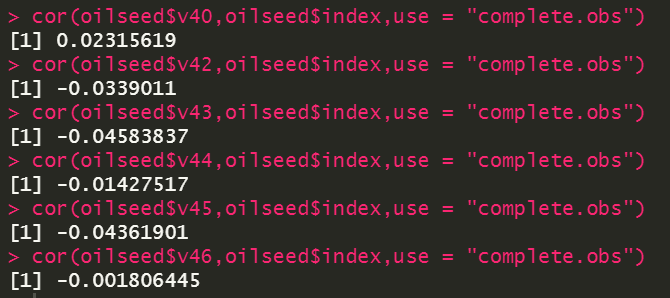 > cor(oilseed$v40,oilseed$index,use = "complete.obs")
[1] 0.02315619
> cor(oilseed$v42,oilseed$index,use = "complete.obs")
[1] -0.0339011
> cor(oilseed$v43,oilseed$index,use = "complete.obs")
[1] -0.04583837
> cor(oilseed$v44,oilseed$index,use = "complete.obs")
[1] -0.01427517
> cor(oilseed$v45,oilseed$index,use = "complete.obs")
[1] -0.04361901
> cor(oilseed$v46,oilseed$index,use = "complete.obs")
[1] -0.001806445